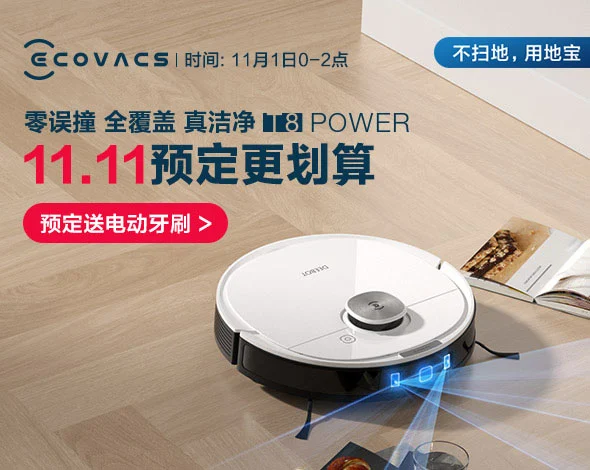 ECOVACS | 时间: 11月1日0-2点
不扫地，用地宝
零误撞 全覆盖 真洁净 T8 POWER
11.11预定更划算
预定送电动牙刷 >
DEEBOT